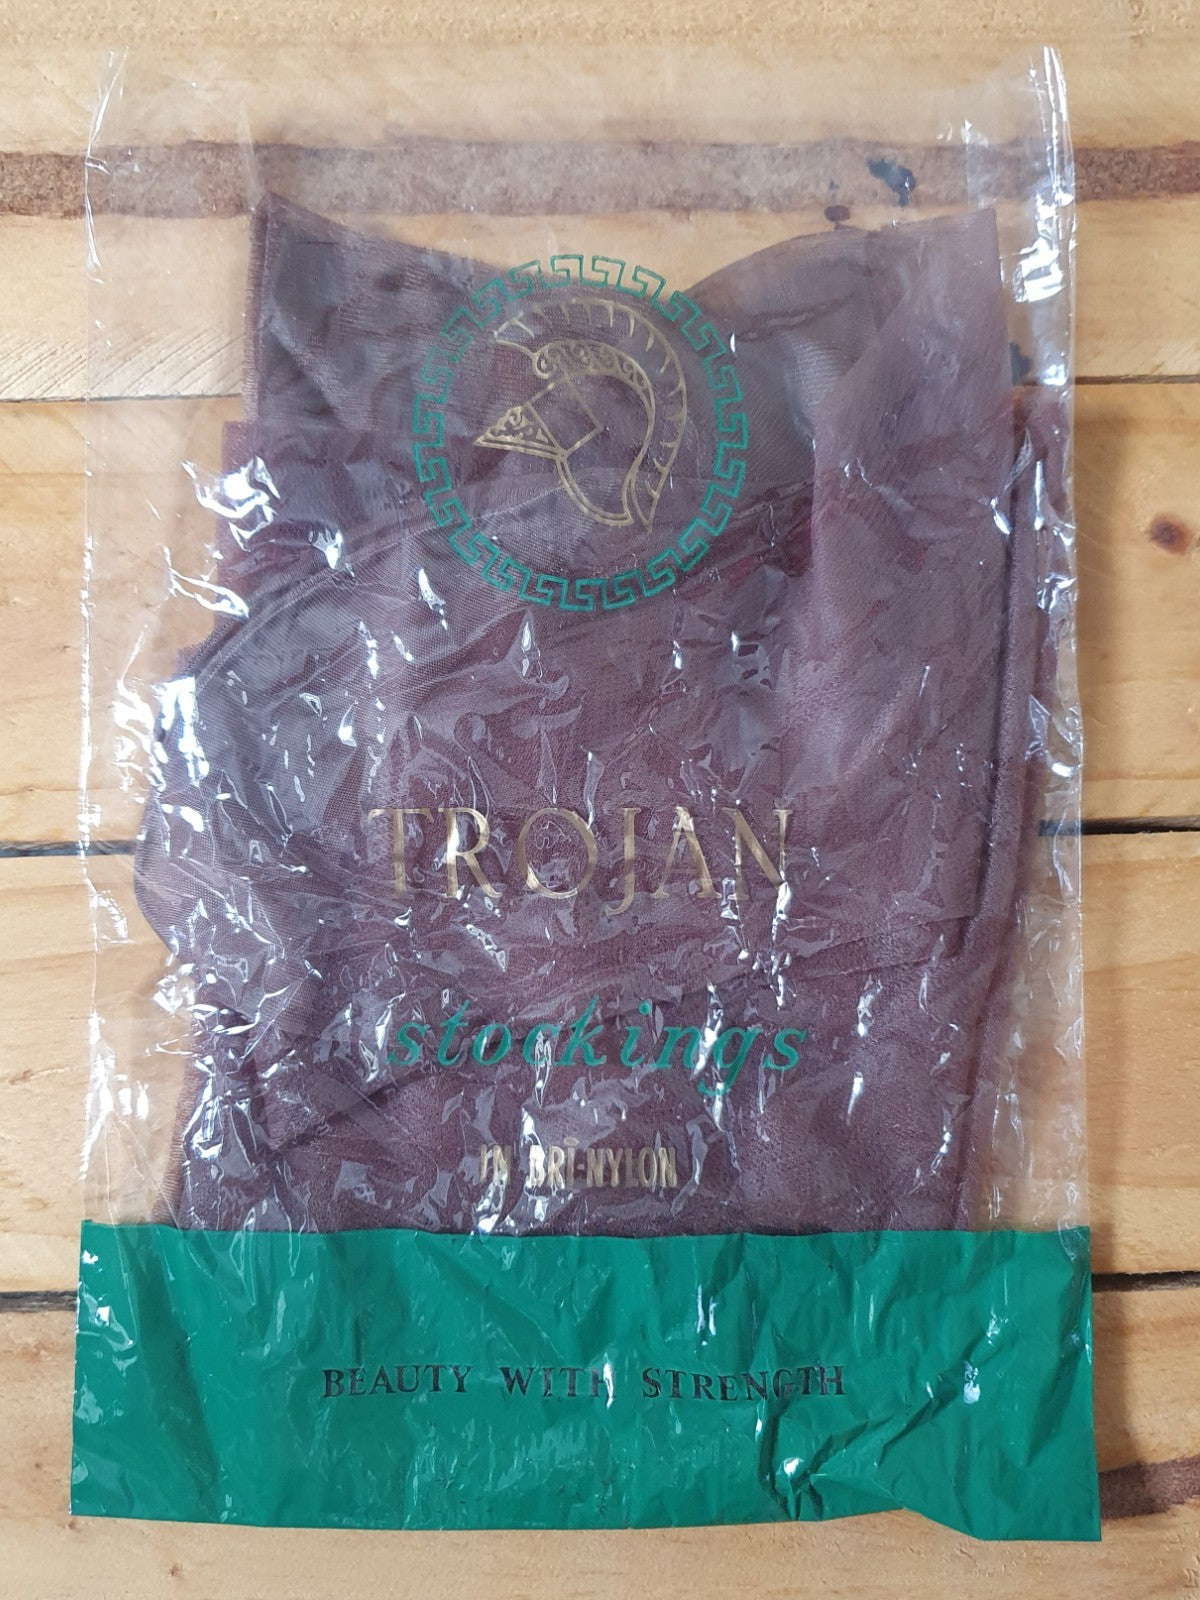 TROJAN
stockings
IN BRI-NYLON
BEAUTY WITH STRENGTH